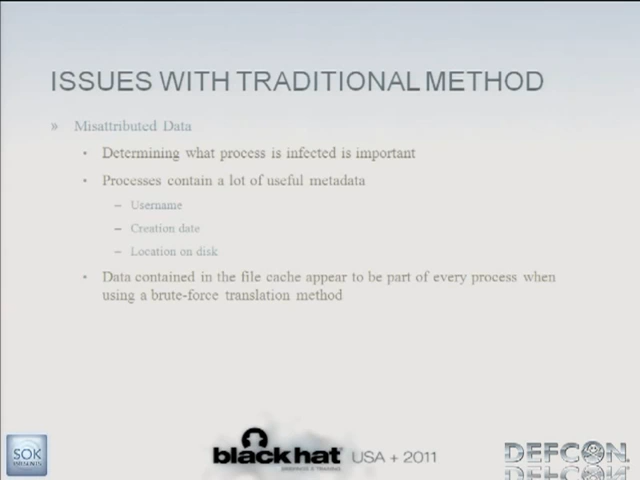 ISSUES WITH TRADITIONAL METHOD
» Misattributed Data
• Determining what process is infected is important
• Processes contain a lot of useful metadata
– Username
– Creation date
– Location on disk
• Data contained in the file cache appear to be part of every process when
using a brute-force translation method
SOK
black hat USA + 2011
DEFCON